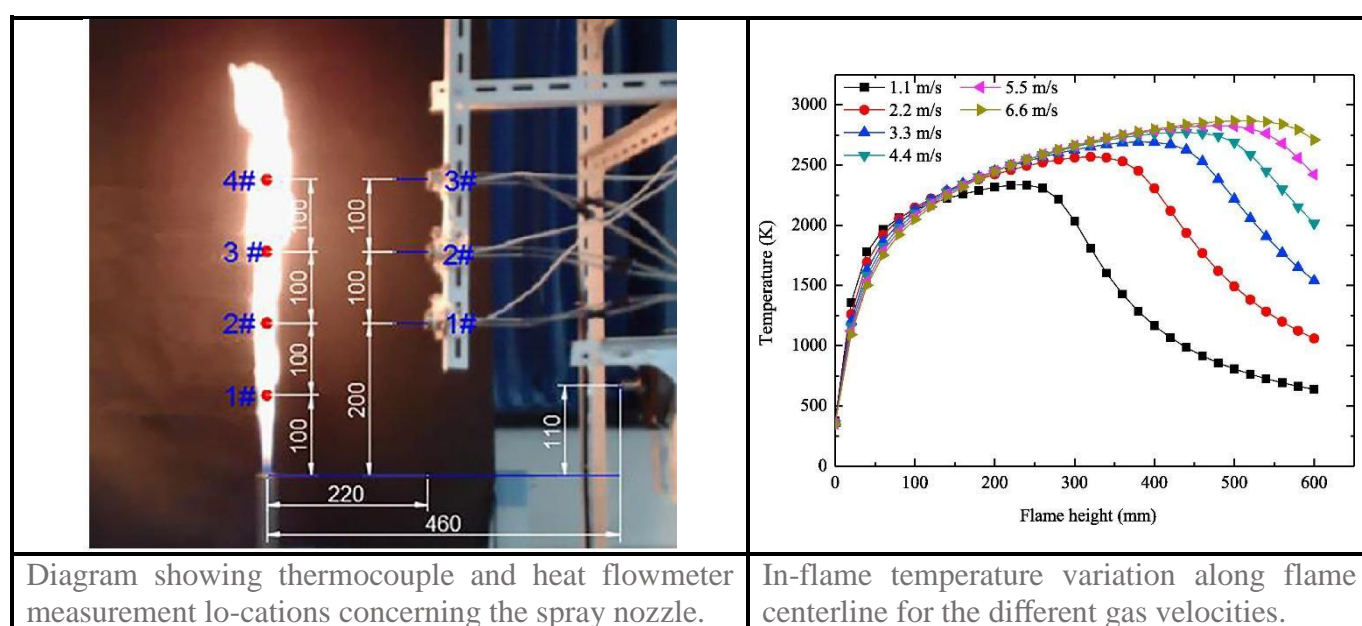 4#
3 #
2#
1#
3#
2#
1#
100
100
100
100
100
100
200
110
220
460
1.1 m/s
2.2 m/s
3.3 m/s
4.4 m/s
5.5 m/s
6.6 m/s
3000
2500
2000
1500
1000
500
0
Temperature (K)
0 100 200 300 400 500 600
Flame height (mm)
Diagram showing thermocouple and heat flowmeter
measurement lo-cations concerning the spray nozzle.
In-flame temperature variation along flame
centerline for the different gas velocities.